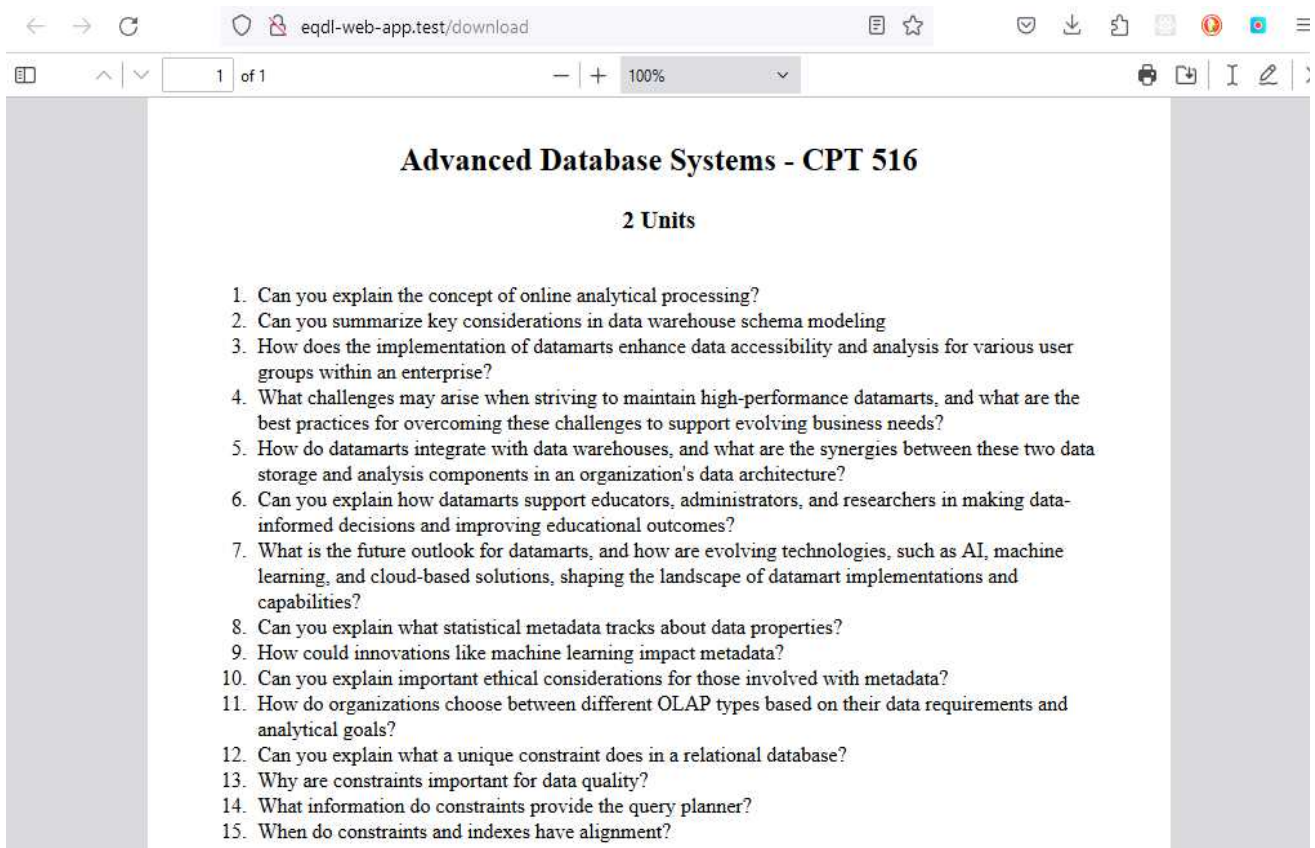 eqdl-web-app.test/download
1 of 1
100%
Advanced Database Systems - CPT 516
2 Units
1. Can you explain the concept of online analytical processing?
2. Can you summarize key considerations in data warehouse schema modeling
3. How does the implementation of datamarts enhance data accessibility and analysis for various user
groups within an enterprise?
4. What challenges may arise when striving to maintain high-performance datamarts, and what are the
best practices for overcoming these challenges to support evolving business needs?
5. How do datamarts integrate with data warehouses, and what are the synergies between these two data
storage and analysis components in an organization's data architecture?
6. Can you explain how datamarts support educators, administrators, and researchers in making data-
informed decisions and improving educational outcomes?
7. What is the future outlook for datamarts, and how are evolving technologies, such as AI, machine
learning, and cloud-based solutions, shaping the landscape of datamart implementations and
capabilities?
8. Can you explain what statistical metadata tracks about data properties?
9. How could innovations like machine learning impact metadata?
10. Can you explain important ethical considerations for those involved with metadata?
11. How do organizations choose between different OLAP types based on their data requirements and
analytical goals?
12. Can you explain what a unique constraint does in a relational database?
13. Why are constraints important for data quality?
14. What information do constraints provide the query planner?
15. When do constraints and indexes have alignment?